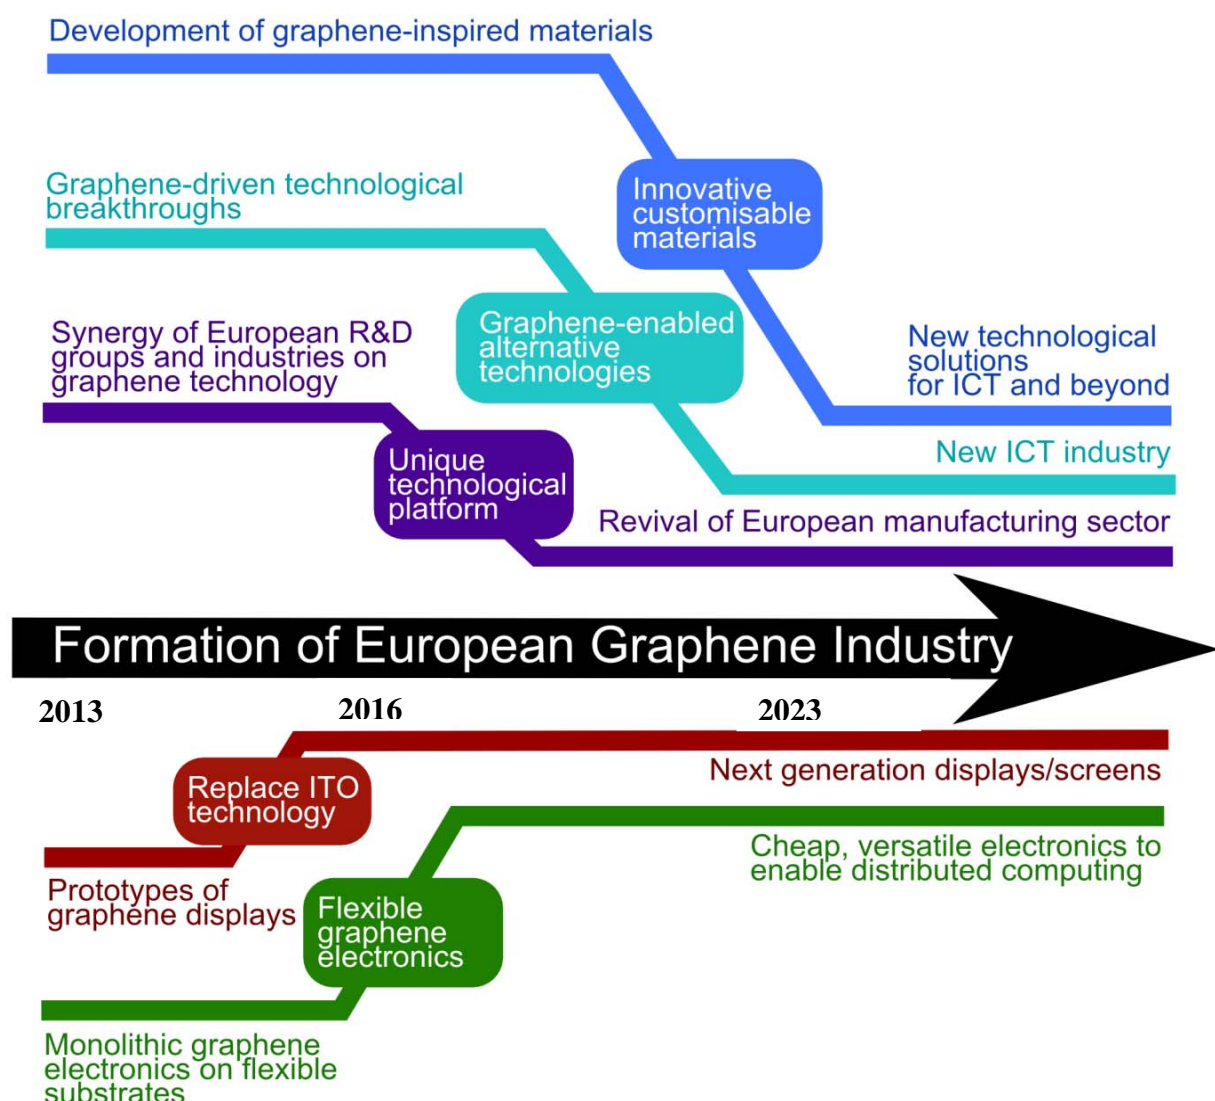 Development of graphene-inspired materials
Graphene-driven technological
breakthroughs
Innovative
customisable
materials
Synergy of European R&D
groups and industries on
graphene technology
Graphene-enabled
alternative
technologies
New technological
solutions
for ICT and beyond
Unique
technological
platform
New ICT industry
Revival of European manufacturing sector
Formation of European Graphene Industry
2013
2016
2023
Replace ITO
technology
Next generation displays/screens
Prototypes of
graphene displays
Flexible
graphene
electronics
Cheap, versatile electronics to
enable distributed computing
Monolithic graphene
electronics on flexible
substrates